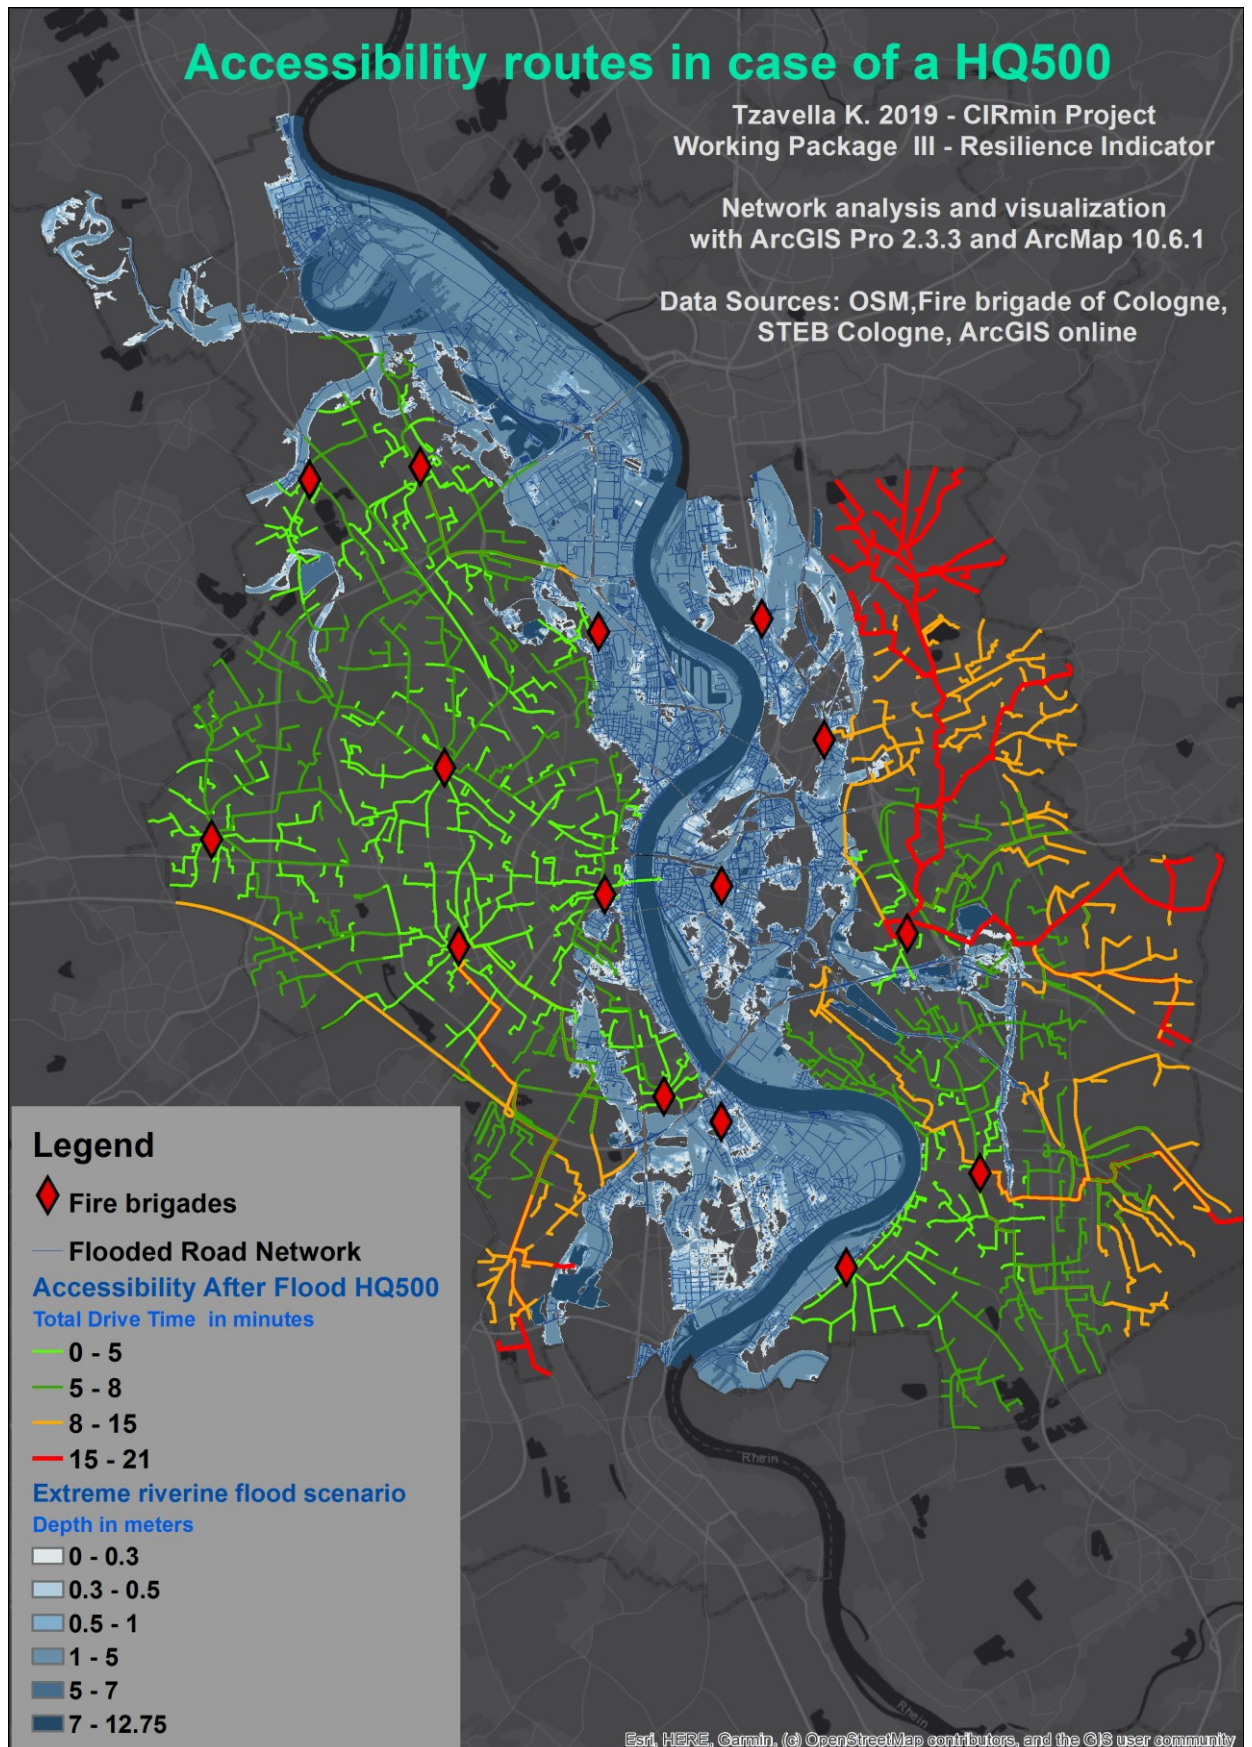 Accessibility routes in case of a HQ500
Tzavella K. 2019 - CIRmin Project
Working Package III - Resilience Indicator
Network analysis and visualization
with ArcGIS Pro 2.3.3 and ArcMap 10.6.1
Data Sources: OSM,Fire brigade of Cologne,
STEB Cologne, ArcGIS online
Legend
Fire brigades
Flooded Road Network
Accessibility After Flood HQ500
Total Drive Time in minutes
0 - 5
5 - 8
8 - 15
15 - 21
Extreme riverine flood scenario
Depth in meters
0 - 0.3
0.3 - 0.5
0.5 - 1
1 - 5
5 - 7
7 - 12.75
Rhein
Rhein
Esri, HERE, Garmin, (c) OpenStreetMap contributors, and the GIS user community